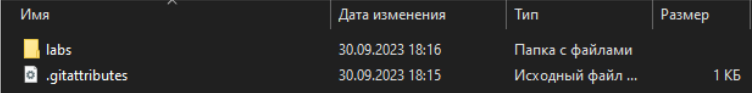 Имя Дата изменения Тип Размер
labs 30.09.2023 18:16 Папка с файлами
.gitattributes 30.09.2023 18:15 Исходный файл ... 1 КБ